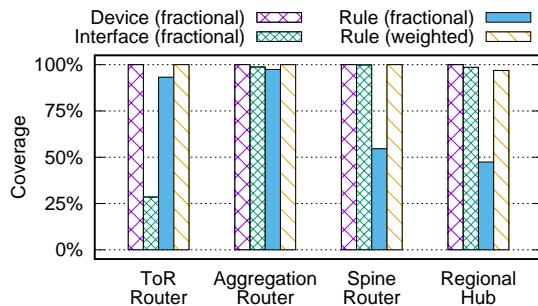 Device (fractional)
Interface (fractional)
Rule (fractional)
Rule (weighted)
Coverage
100%
75%
50%
25%
0%
ToR
Router
Aggregation
Router
Spine
Router
Regional
Hub